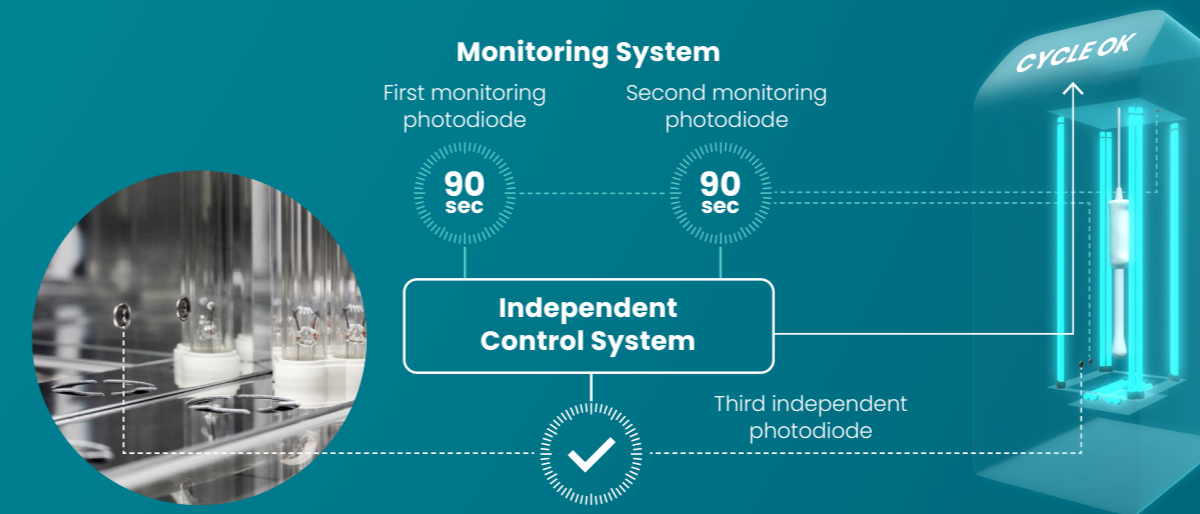 Monitoring System
First monitoring
photodiode
Second monitoring
photodiode
90
sec
90
sec
Independent
Control System
Third independent
photodiode
CYCLE OK